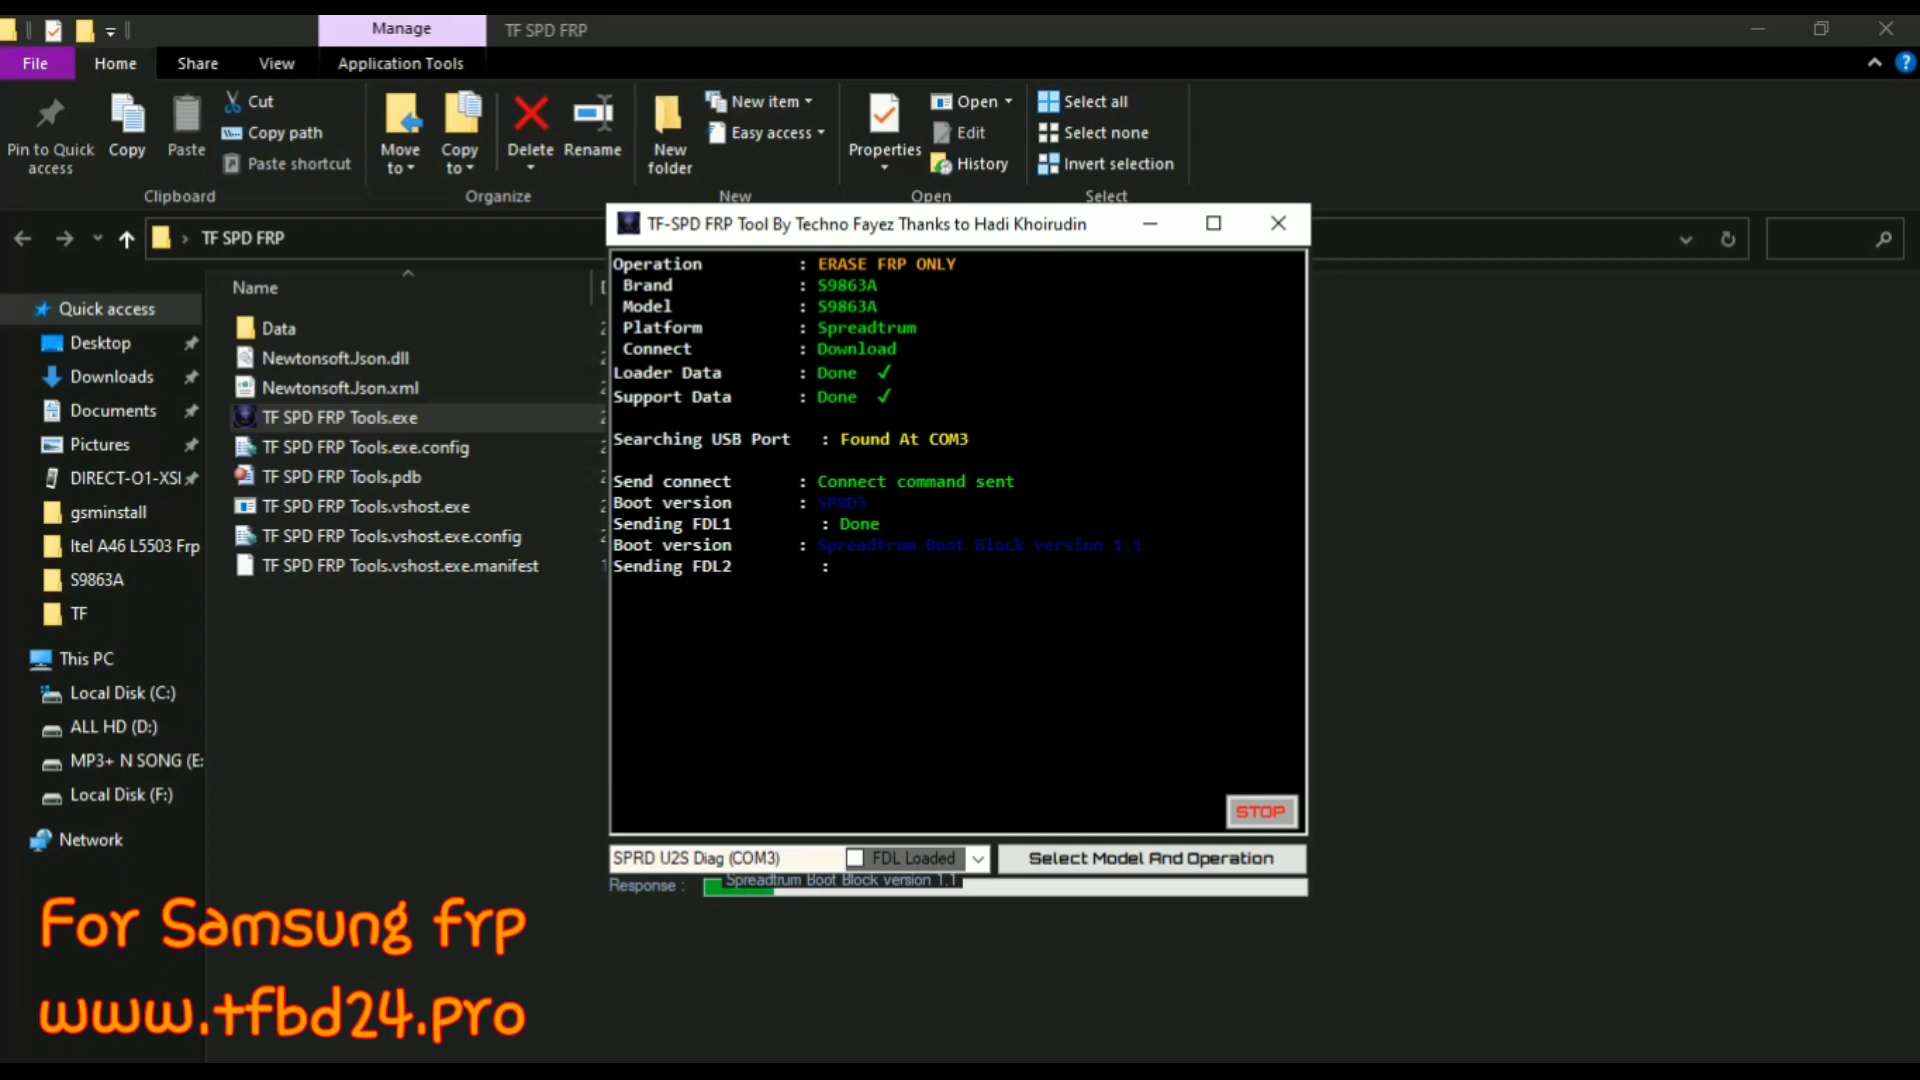 Manage
TF SPD FRP
File
Home
Share
View
Application Tools
Pin to Quick access
Copy
Paste
Cut
Copy path
Paste shortcut
Clipboard
Move to
Copy to
Delete
Rename
Organize
New folder
New item
Easy access
New
Properties
Open
Edit
History
Open
Select all
Select none
Invert selection
Select
TF SPD FRP
Quick access
Desktop
Downloads
Documents
Pictures
DIRECT-O1-XSI
gsminstall
Itel A46 L5503 Frp
S9863A
TF
This PC
Local Disk (C:)
ALL HD (D:)
MP3+ N SONG (E:
Local Disk (F:)
Network
Name
Data
Newtonsoft.Json.dll
Newtonsoft.Json.xml
TF SPD FRP Tools.exe
TF SPD FRP Tools.exe.config
TF SPD FRP Tools.pdb
TF SPD FRP Tools.vshost.exe
TF SPD FRP Tools.vshost.exe.config
TF SPD FRP Tools.vshost.exe.manifest
TF-SPD FRP Tool By Techno Fayez Thanks to Hadi Khoirudin
Operation : ERASE FRP ONLY
Brand : S9863A
Model : S9863A
Platform : Spreadtrum
Connect : Download
Loader Data : Done ✓
Support Data : Done ✓
Searching USB Port : Found At COM3
Send connect : Connect command sent
Boot version : SPRD3
Sending FDL1 : Done
Boot version : Spreadtrum Boot Block version 1.1
Sending FDL2 :
STOP
SPRD U2S Diag (COM3)
FDL Loaded
Select Model And Operation
Response :
Spreadtrum Boot Block version 1.1
For Samsung frp
www.tfbd24.pro